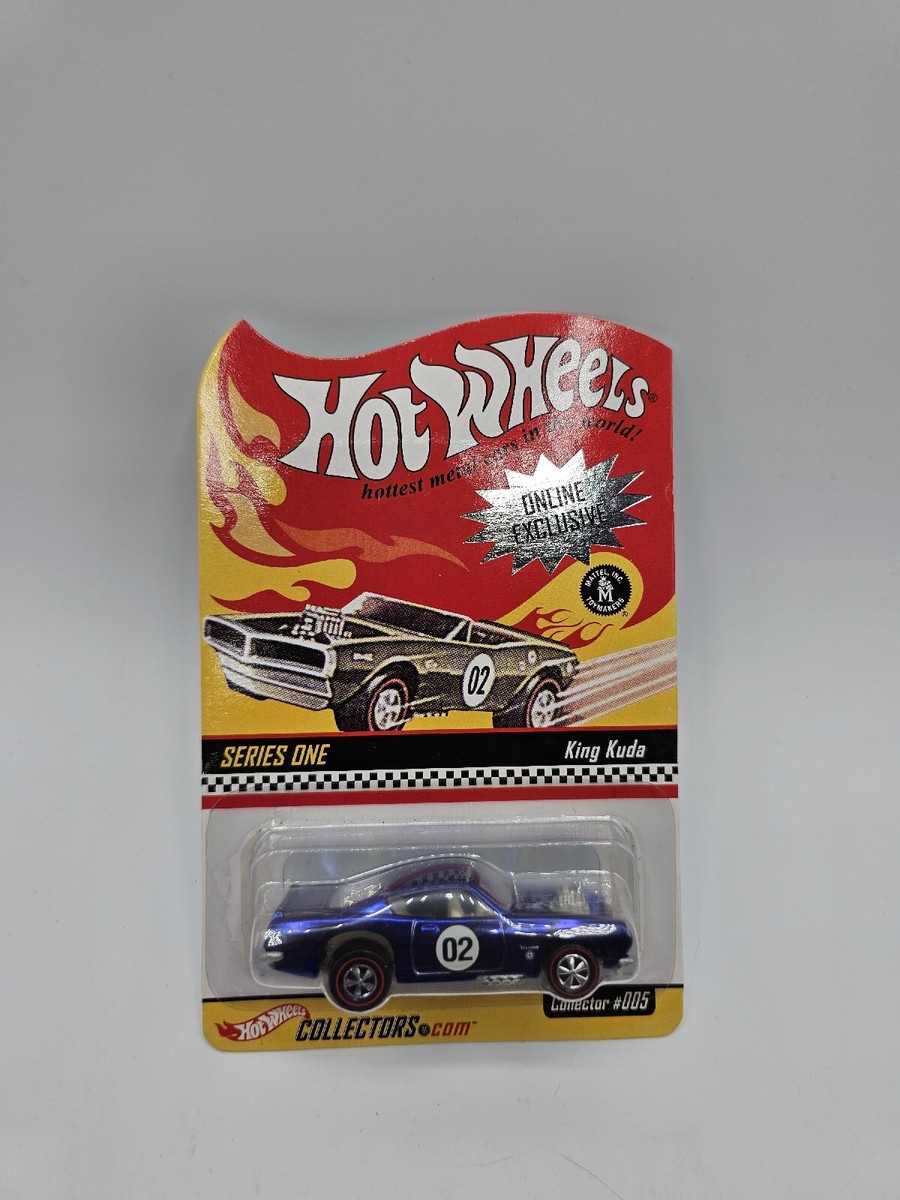 Hot Wheels®
hottest metal cars in the world!
ONLINE
EXCLUSIVE
MATTEL, INC.
M
TOYMAKERS
02
SERIES ONE
King Kuda
02
Collector #005
Hot Wheels
COLLECTORS.com™